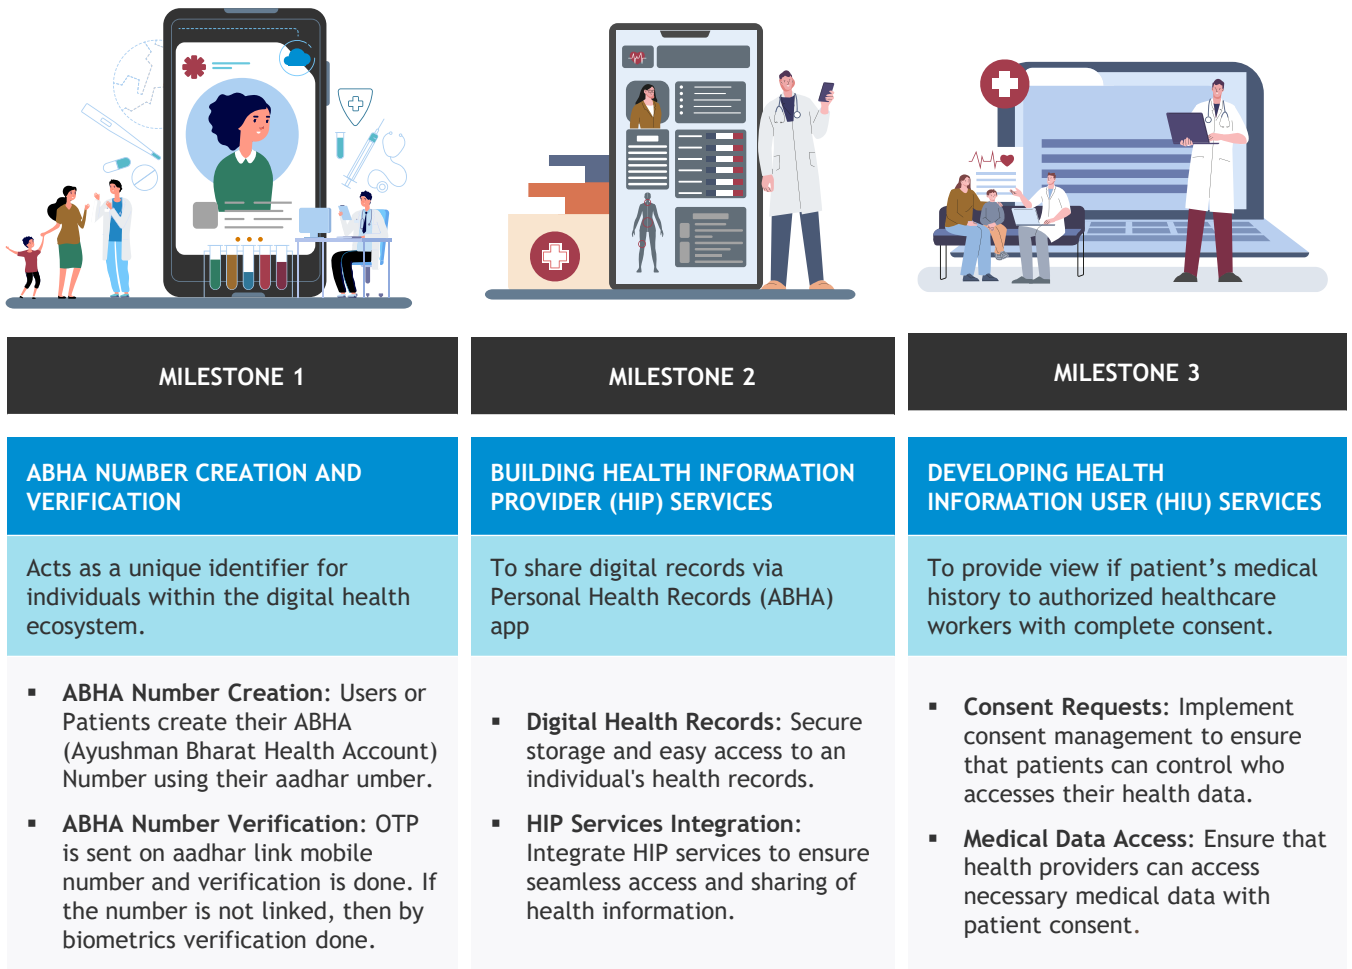 MILESTONE 1
ABHA NUMBER CREATION AND
VERIFICATION
Acts as a unique identifier for
individuals within the digital health
ecosystem.
▪ ABHA Number Creation: Users or
Patients create their ABHA
(Ayushman Bharat Health Account)
Number using their aadhar umber.
▪ ABHA Number Verification: OTP
is sent on aadhar link mobile
number and verification is done. If
the number is not linked, then by
biometrics verification done.
MILESTONE 2
BUILDING HEALTH INFORMATION
PROVIDER (HIP) SERVICES
To share digital records via
Personal Health Records (ABHA)
app
▪ Digital Health Records: Secure
storage and easy access to an
individual's health records.
▪ HIP Services Integration:
Integrate HIP services to ensure
seamless access and sharing of
health information.
MILESTONE 3
DEVELOPING HEALTH
INFORMATION USER (HIU) SERVICES
To provide view if patient’s medical
history to authorized healthcare
workers with complete consent.
▪ Consent Requests: Implement
consent management to ensure
that patients can control who
accesses their health data.
▪ Medical Data Access: Ensure that
health providers can access
necessary medical data with
patient consent.